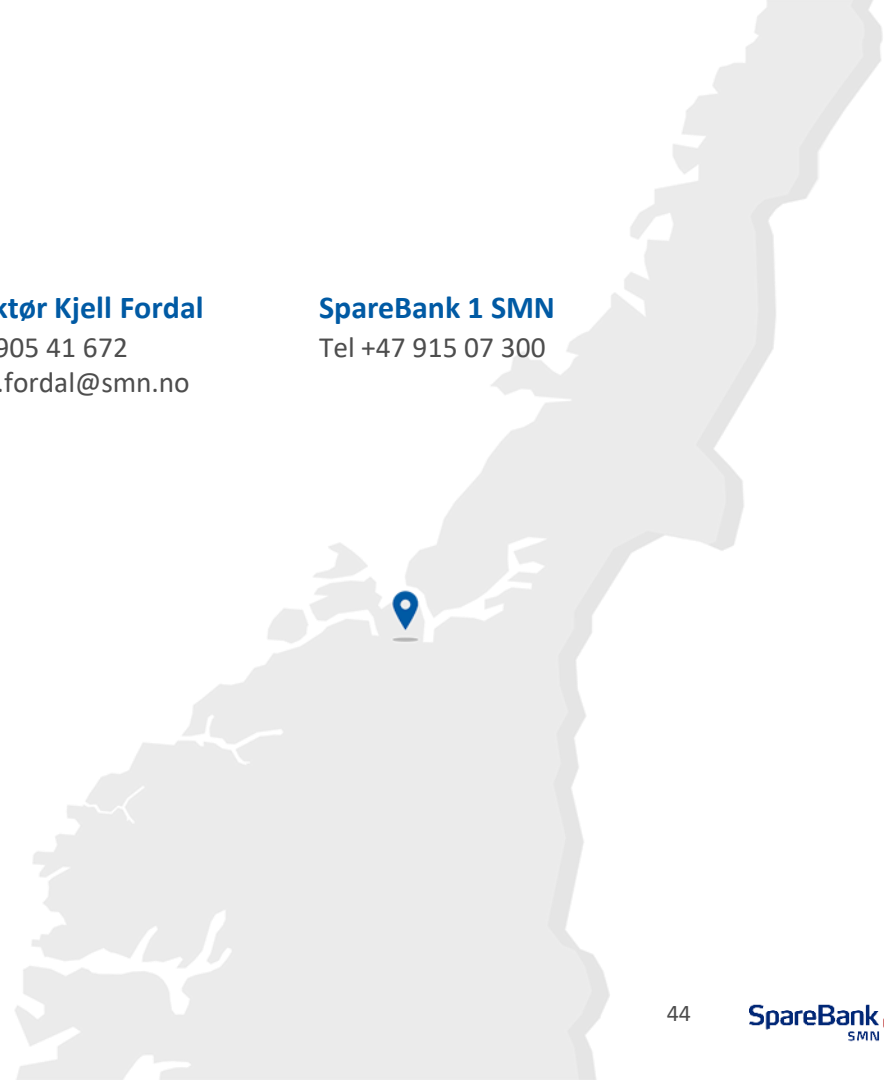 ktør Kjell Fordal
905 41 672
.fordal@smn.no
SpareBank 1 SMN
Tel +47 915 07 300
44
SpareBank
SMN